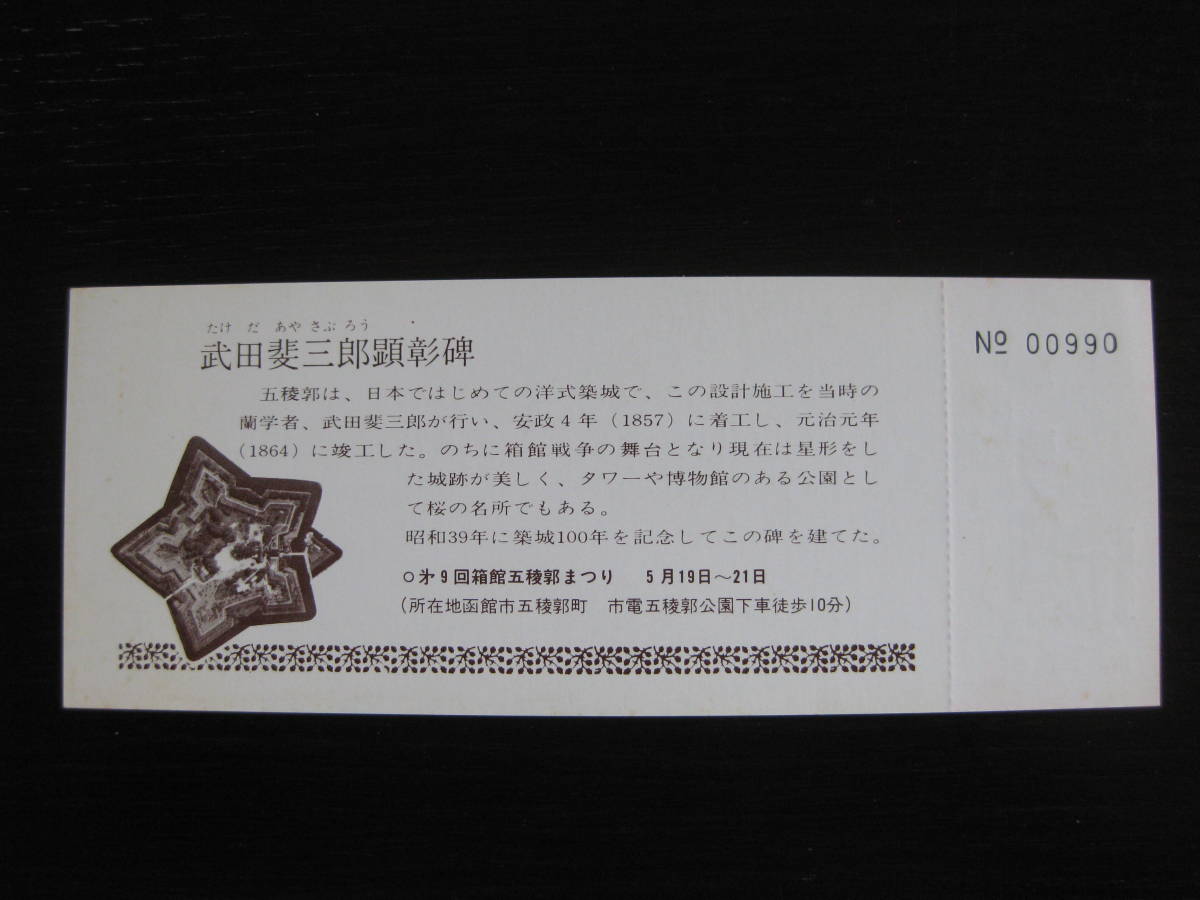 たけ だ あや さぶ ろう
武田斐三郎顕彰碑
五稜郭は、日本ではじめての洋式築城で、この設計施工を当時の
蘭学者、武田斐三郎が行い、安政4年（1857）に着工し、元治元年
（1864）に竣工した。のちに箱館戦争の舞台となり現在は星形をし
た城跡が美しく、タワーや博物館のある公園とし
て桜の名所でもある。
昭和39年に築城100年を記念してこの碑を建てた。
○㐧9回箱館五稜郭まつり　5月19日～21日
（所在地函館市五稜郭町　市電五稜郭公園下車徒歩10分）
№ 00990